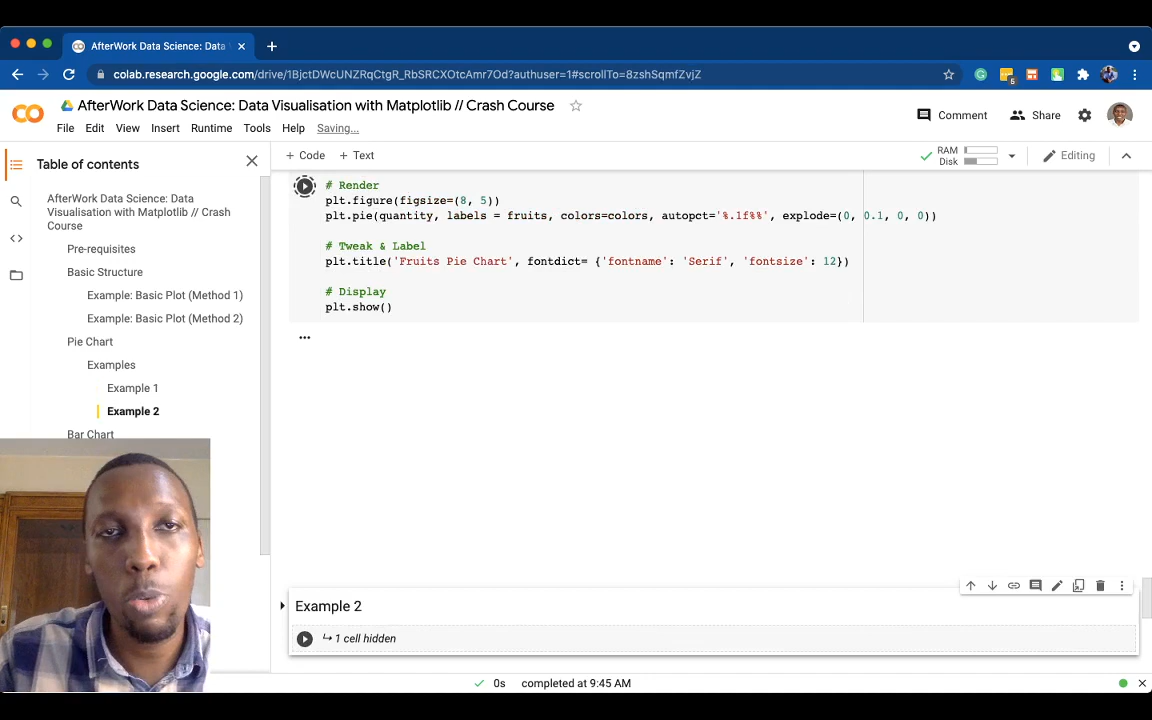 AfterWork Data Science: Data V
colab.research.google.com/drive/1BjctDWcUNZRqCtgR_RbSRCXOtcAmr7Od?authuser=1#scrollTo=8zshSqmfZvjZ
6
AfterWork Data Science: Data Visualisation with Matplotlib // Crash Course
File Edit View Insert Runtime Tools Help Saving...
Comment Share
Table of contents
+ Code + Text
RAM
Disk
Editing
AfterWork Data Science: Data
Visualisation with Matplotlib // Crash
Course
Pre-requisites
Basic Structure
Example: Basic Plot (Method 1)
Example: Basic Plot (Method 2)
Pie Chart
Examples
Example 1
Example 2
Bar Chart
# Render
plt.figure(figsize=(8, 5))
plt.pie(quantity, labels = fruits, colors=colors, autopct='%.1f%%', explode=(0, 0.1, 0, 0))
# Tweak & Label
plt.title('Fruits Pie Chart', fontdict= {'fontname': 'Serif', 'fontsize': 12})
# Display
plt.show()
...
Example 2
1 cell hidden
0s completed at 9:45 AM